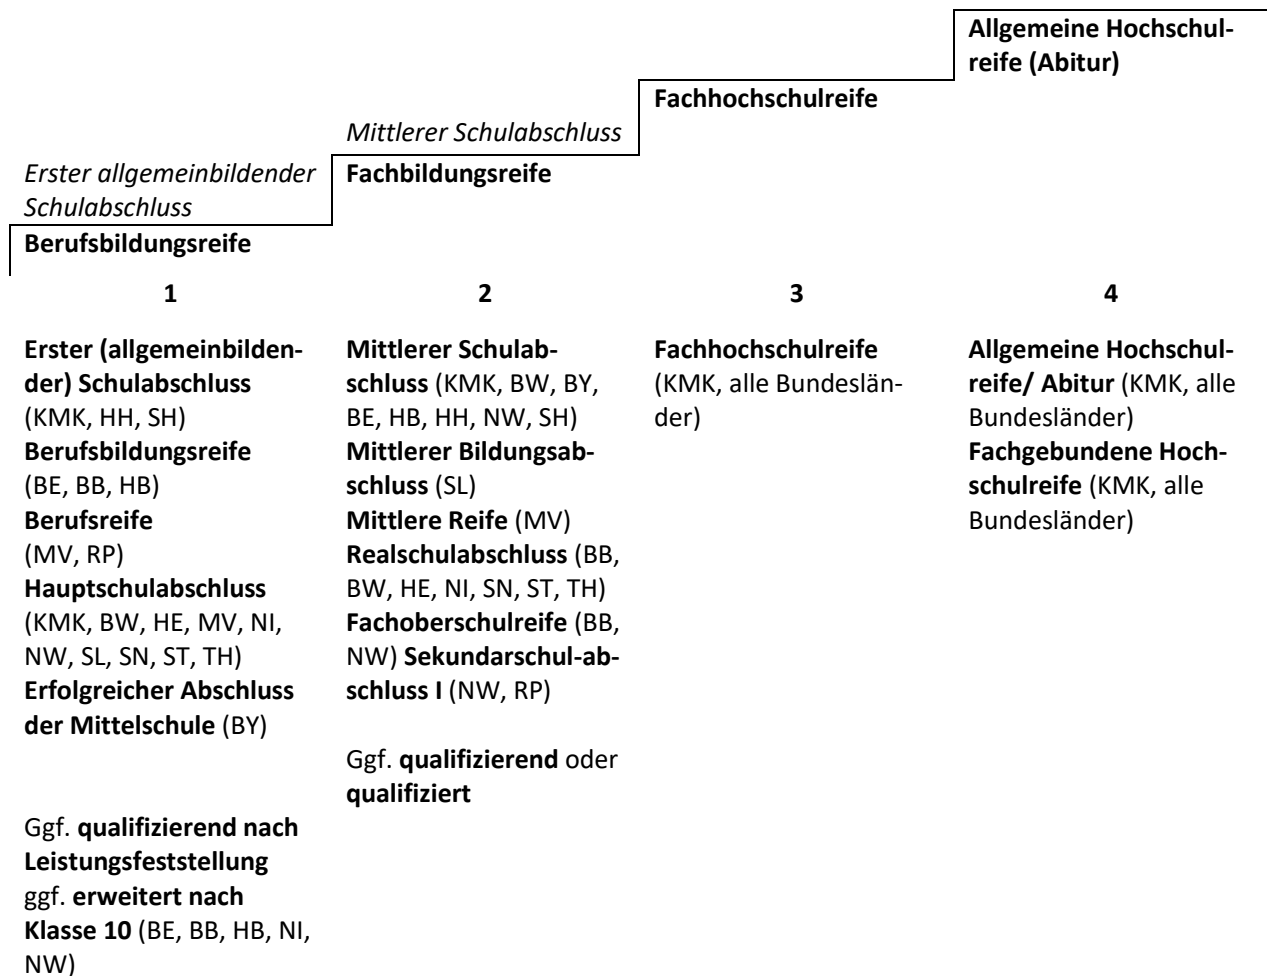 Allgemeine Hochschul-
reife (Abitur)
Fachhochschulreife
Mittlerer Schulabschluss
Fachbildungsreife
Erster allgemeinbildender
Schulabschluss
Berufsbildungsreife
1
2
3
4
Erster (allgemeinbilden-
der) Schulabschluss
(KMK, HH, SH)
Berufsbildungsreife
(BE, BB, HB)
Berufsreife
(MV, RP)
Hauptschulabschluss
(KMK, BW, HE, MV, NI,
NW, SL, SN, ST, TH)
Erfolgreicher Abschluss
der Mittelschule (BY)
Ggf. qualifizierend nach
Leistungsfeststellung
ggf. erweitert nach
Klasse 10 (BE, BB, HB, NI,
NW)
Mittlerer Schulab-
schluss (KMK, BW, BY,
BE, HB, HH, NW, SH)
Mittlerer Bildungsab-
schluss (SL)
Mittlere Reife (MV)
Realschulabschluss (BB,
BW, HE, NI, SN, ST, TH)
Fachoberschulreife (BB,
NW) Sekundarschul-ab-
schluss I (NW, RP)
Ggf. qualifizierend oder
qualifiziert
Fachhochschulreife
(KMK, alle Bundeslän-
der)
Allgemeine Hochschul-
reife/ Abitur (KMK, alle
Bundesländer)
Fachgebundene Hoch-
schulreife (KMK, alle
Bundesländer)